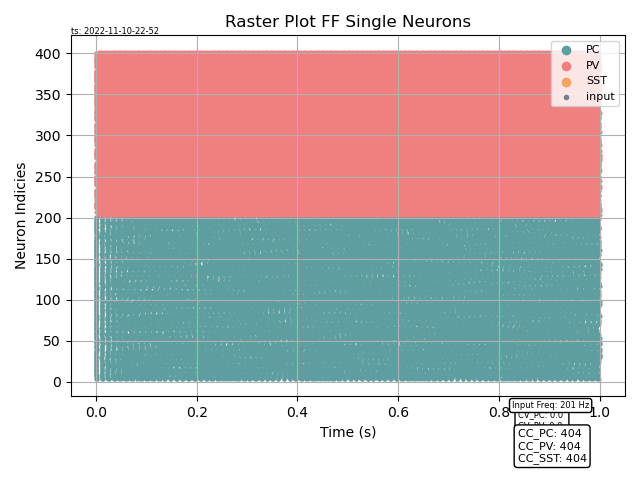 Raster Plot FF Single Neurons
ts: 2022-11-10-22-52
PC
PV
SST
input
400
350
300
250
200
150
100
50
0
Neuron Indicies
0.0 0.2 0.4 0.6 0.8 1.0
Time (s)
Input Freq: 201 Hz
CV_PC: 0.0
CC_PC: 404
CC_PV: 404
CC_SST: 404